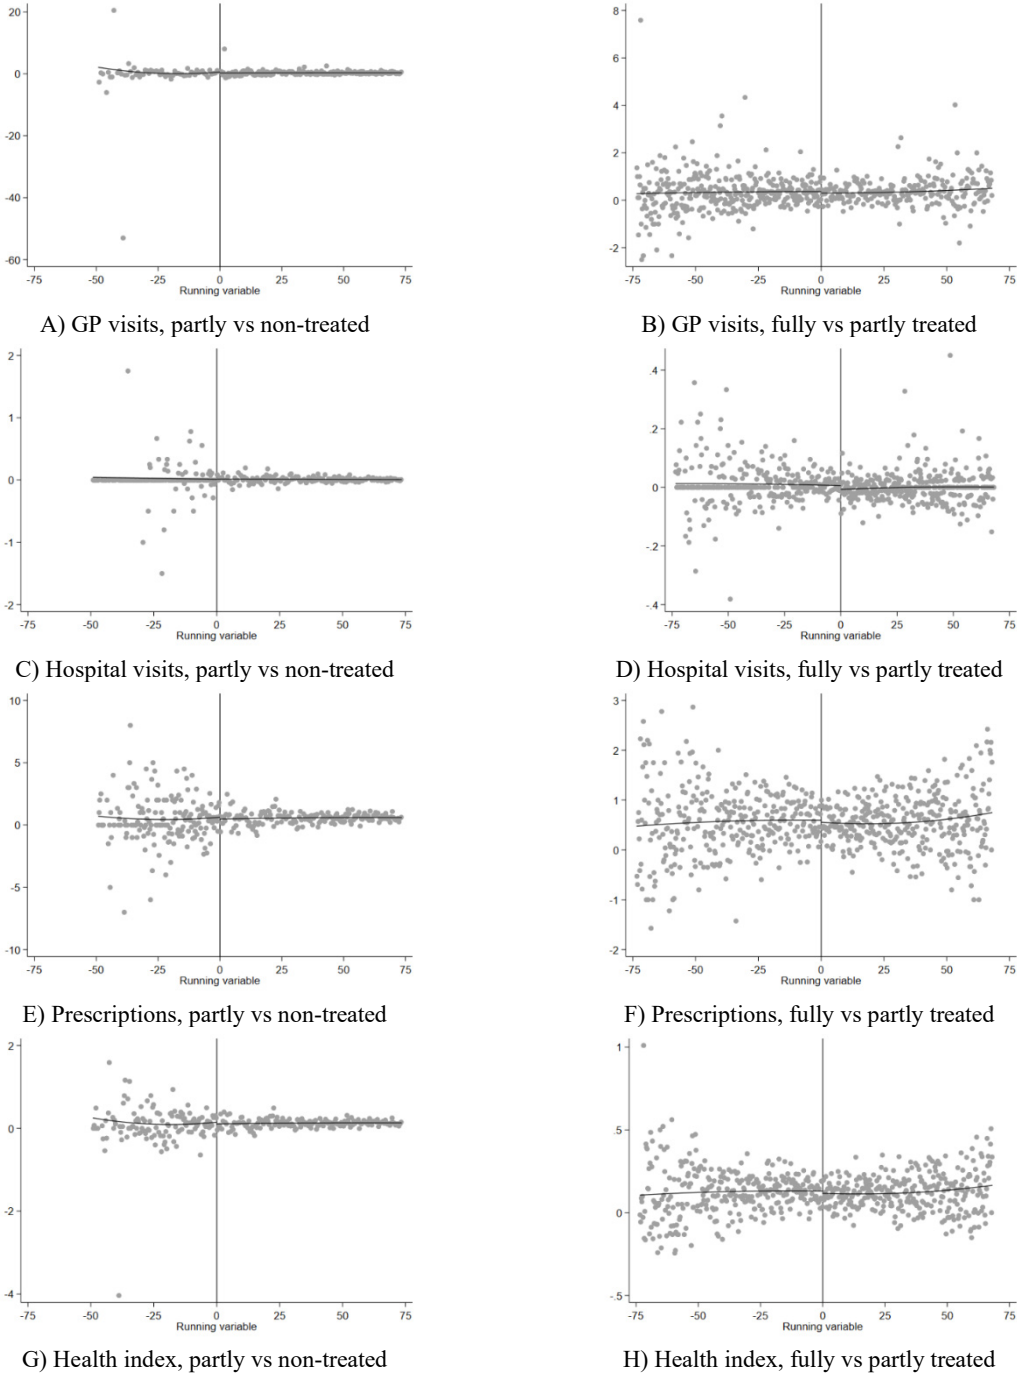 20
0
-20
-40
-60
-75 -50 -25 0 25 50 75
Running variable
A) GP visits, partly vs non-treated
8
6
4
2
0
-2
-75 -50 -25 0 25 50 75
Running variable
B) GP visits, fully vs partly treated
2
1
0
-1
-2
-75 -50 -25 0 25 50 75
Running variable
C) Hospital visits, partly vs non-treated
.4
.2
0
-.2
-.4
-75 -50 -25 0 25 50 75
Running variable
D) Hospital visits, fully vs partly treated
10
5
0
-5
-10
-75 -50 -25 0 25 50 75
Running variable
E) Prescriptions, partly vs non-treated
3
2
1
0
-1
-2
-75 -50 -25 0 25 50 75
Running variable
F) Prescriptions, fully vs partly treated
2
0
-2
-4
-75 -50 -25 0 25 50 75
Running variable
G) Health index, partly vs non-treated
1
.5
0
-.5
-75 -50 -25 0 25 50 75
Running variable
H) Health index, fully vs partly treated